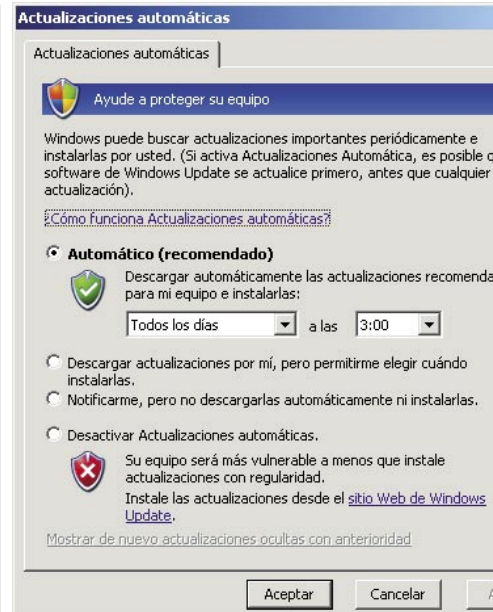 Actualizaciones automáticas
Actualizaciones automáticas
Ayude a proteger su equipo
Windows puede buscar actualizaciones importantes periódicamente e
instalarlas por usted. (Si activa Actualizaciones Automática, es posible
software de Windows Update se actualice primero, antes que cualquier
actualización).
¿Cómo funciona Actualizaciones automáticas?
Automático (recomendado)
Descargar automáticamente las actualizaciones recomenda
para mi equipo e instalarlas:
Todos los días a las 3:00
Descargar actualizaciones por mí, pero permitirme elegir cuándo
instalarlas.
Notificarme, pero no descargarlas automáticamente ni instalarlas.
Desactivar Actualizaciones automáticas.
Su equipo será más vulnerable a menos que instale
actualizaciones con regularidad.
Instale las actualizaciones desde el sitio Web de Windows
Update.
Mostrar de nuevo actualizaciones ocultas con anterioridad
Aceptar Cancelar